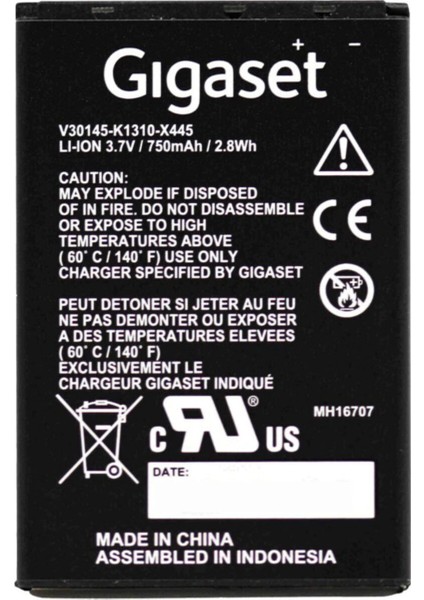 + -
Gigaset
V30145-K1310-X445
LI-ION 3.7V / 750mAh / 2.8Wh
CAUTION:
MAY EXPLODE IF DISPOSED
OF IN FIRE. DO NOT DISASSEMBLE
OR EXPOSE TO HIGH
TEMPERATURES ABOVE
( 60° C / 140° F) USE ONLY
CHARGER SPECIFIED BY GIGASET
CE
PEUT DETONER SI JETER AU FEU
NE PAS DEMONTER OU EXPOSER
A DES TEMPERATURES ELEVEES
( 60° C / 140° F)
EXCLUSIVEMENT LE
CHARGEUR GIGASET INDIQUÉ
MH16707
c RU® US
DATE:
MADE IN CHINA
ASSEMBLED IN INDONESIA